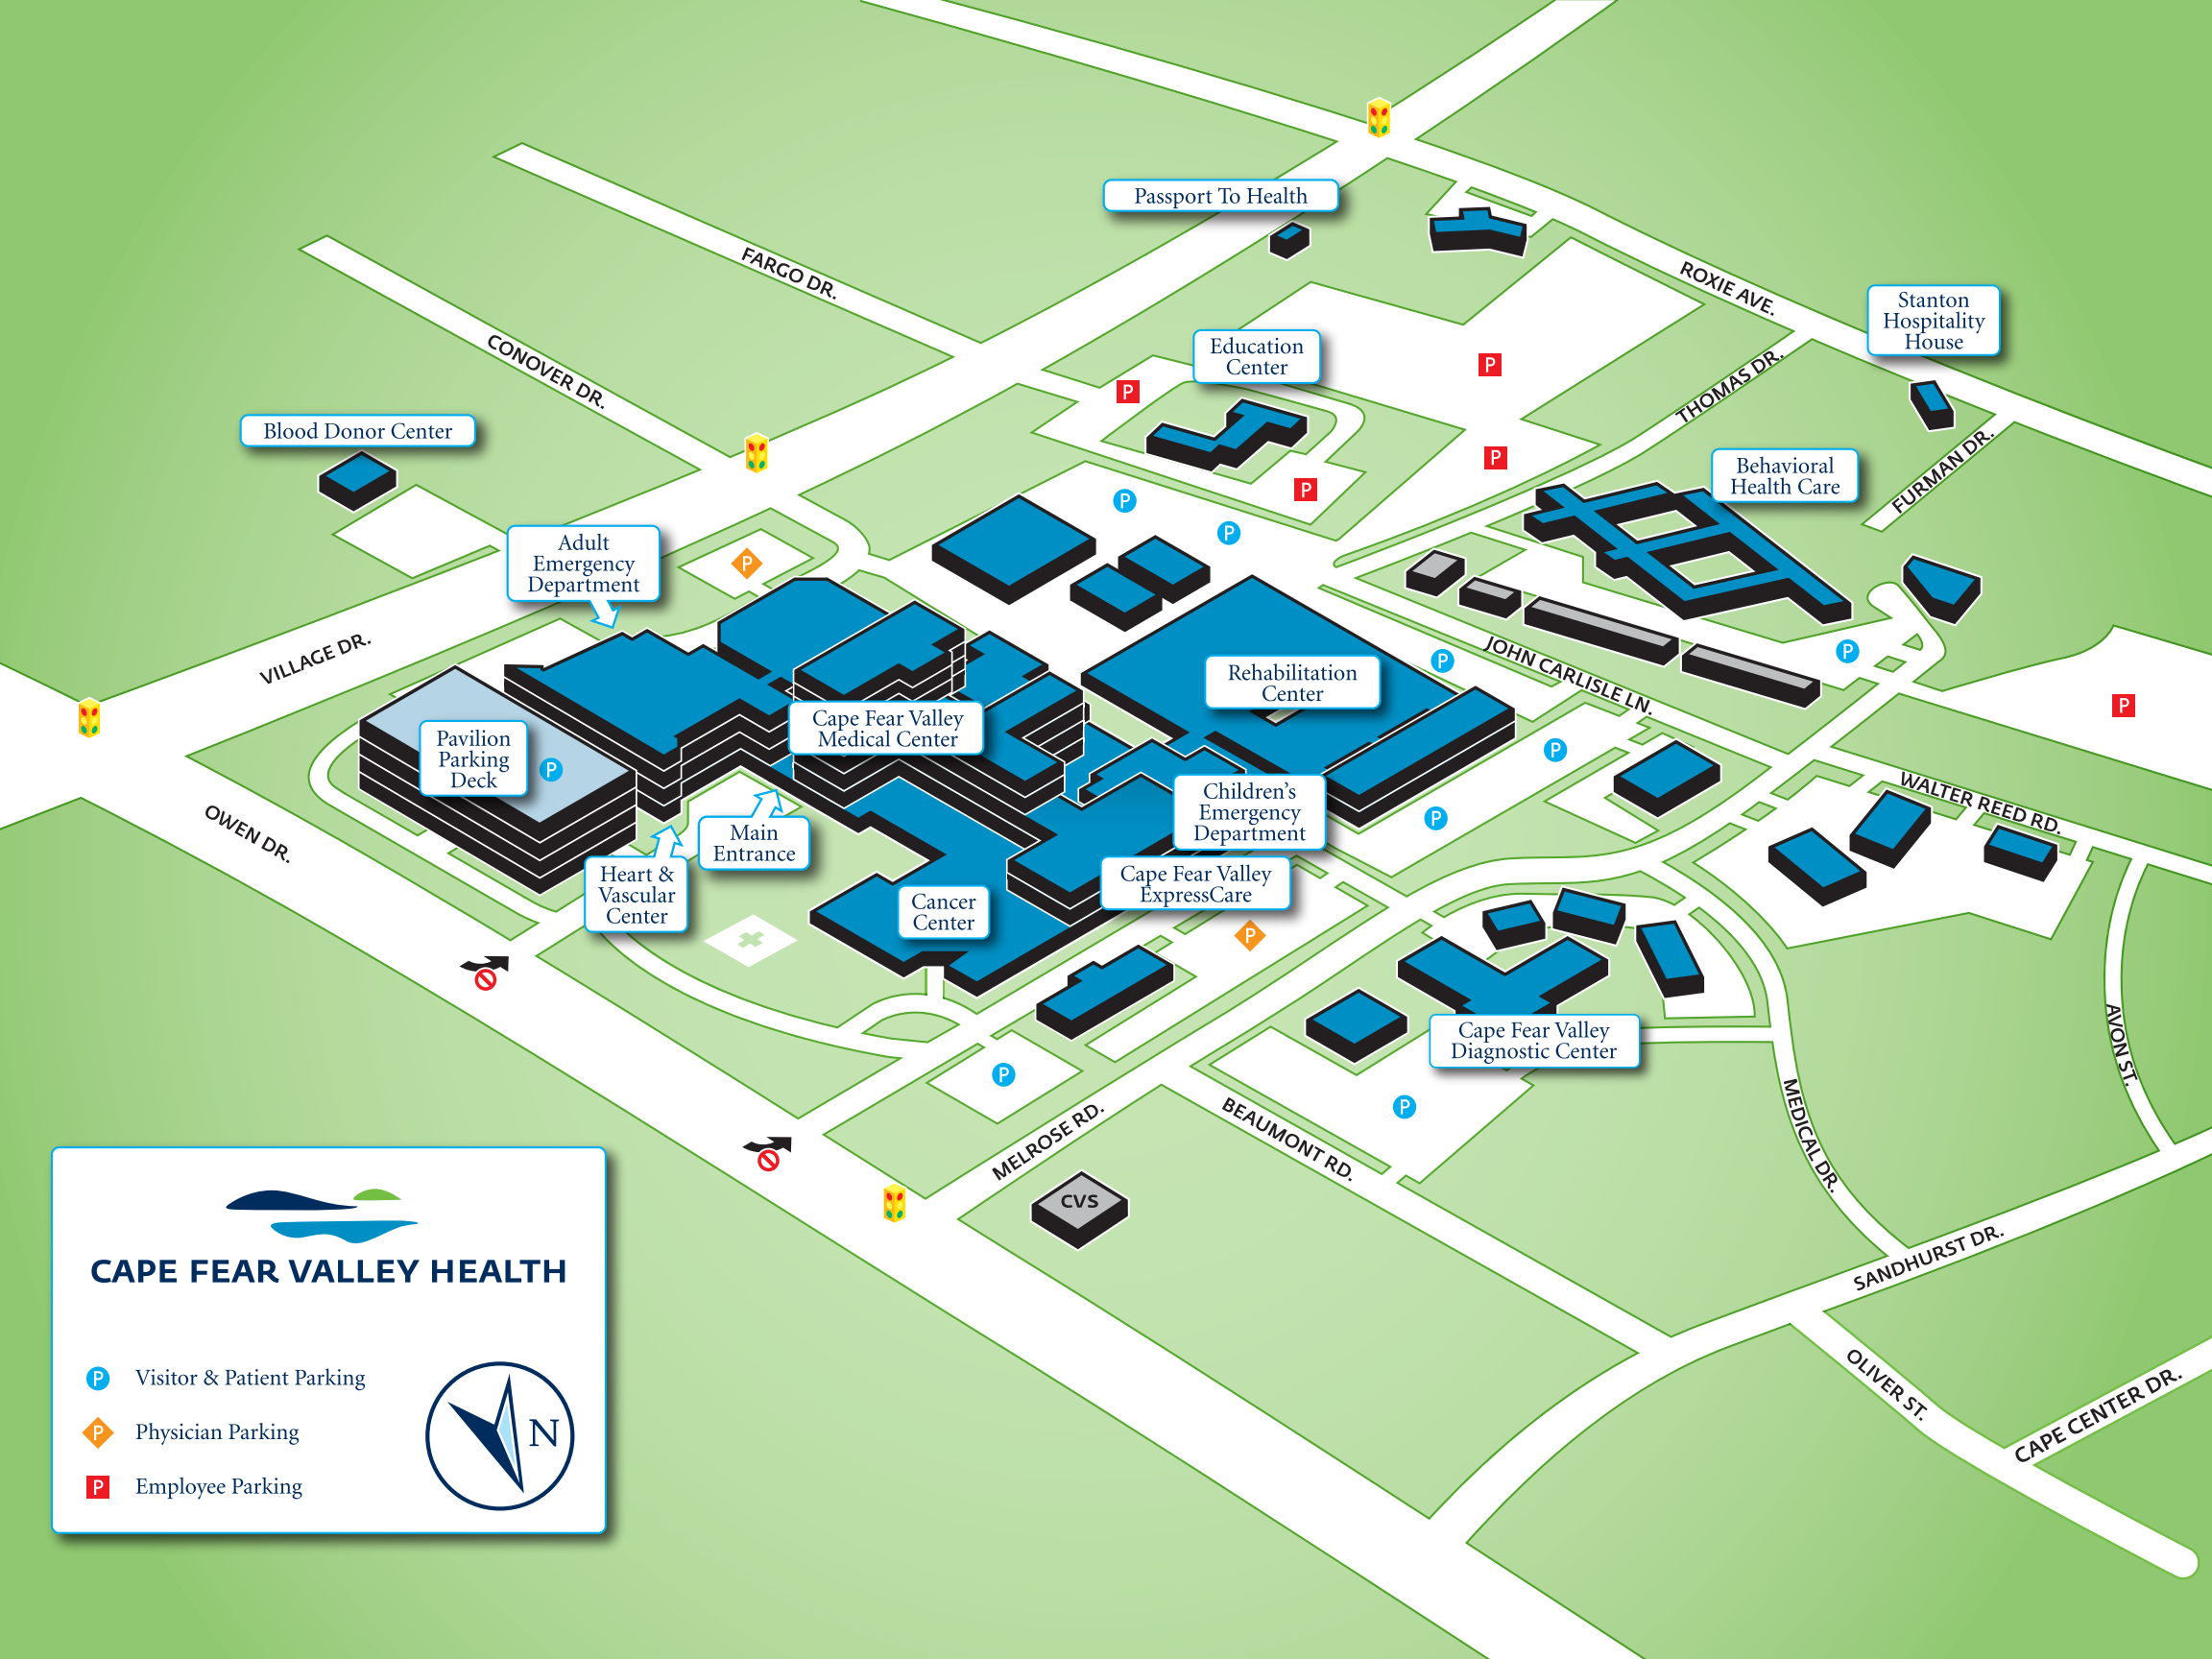 Passport To Health
ROXIE AVE.
FARGO DR.
Stanton
Hospitality
House
CONOVER DR.
Education
Center
THOMAS DR.
P
P
Blood Donor Center
Behavioral
Health Care
FURMAN DR.
P
P
P
P
Adult
Emergency
Department
P
VILLAGE DR.
JOHN CARLISLE LN.
P
P
Rehabilitation
Center
P
Cape Fear Valley
Medical Center
Pavilion
Parking
Deck
P
P
WALTER REED RD.
OWEN DR.
Main
Entrance
Children's
Emergency
Department
P
Heart &
Vascular
Center
Cancer
Center
Cape Fear Valley
ExpressCare
P
Cape Fear Valley
Diagnostic Center
AVON ST.
P
P
MELROSE RD.
BEAUMONT RD.
MEDICAL DR.
CVS
SANDHURST DR.
OLIVER ST.
CAPE CENTER DR.
CAPE FEAR VALLEY HEALTH
P Visitor & Patient Parking
P Physician Parking
P Employee Parking
N